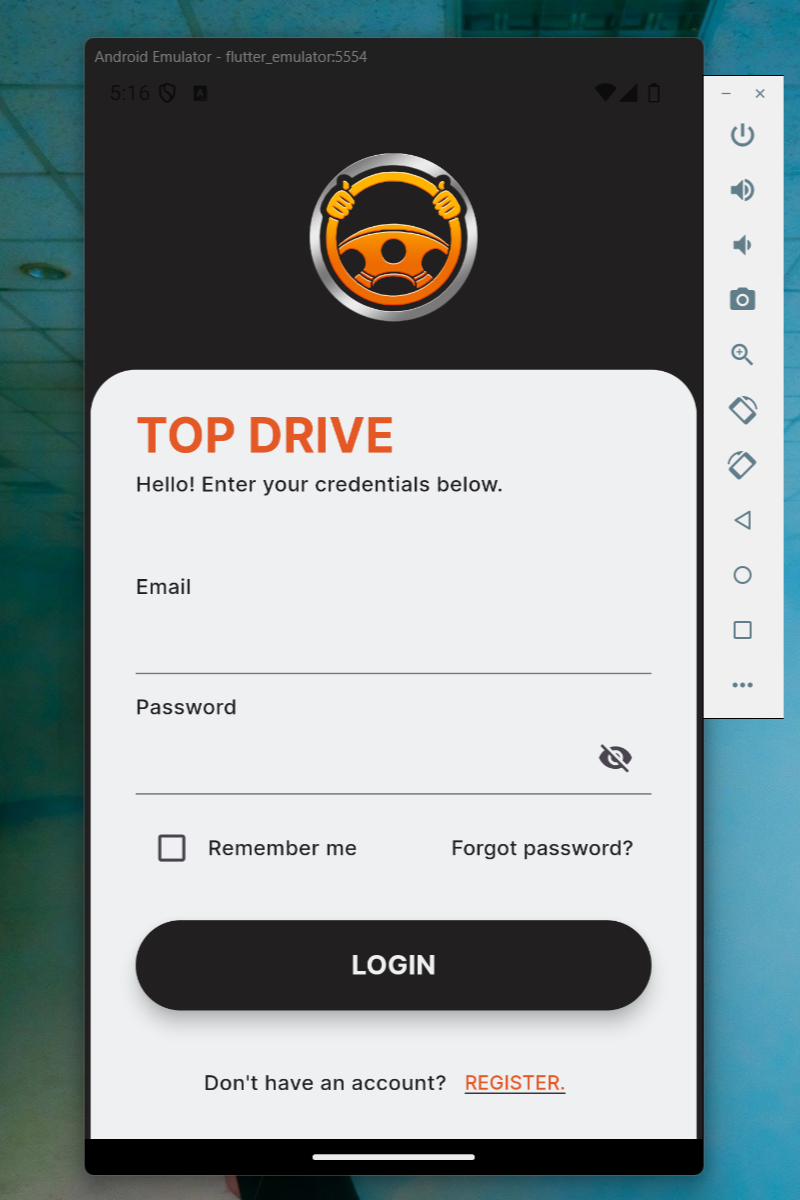 Android Emulator - flutter_emulator:5554
5:16 A
TOP DRIVE
Hello! Enter your credentials below.
Email
Password
Remember me Forgot password?
LOGIN
Don't have an account? REGISTER.